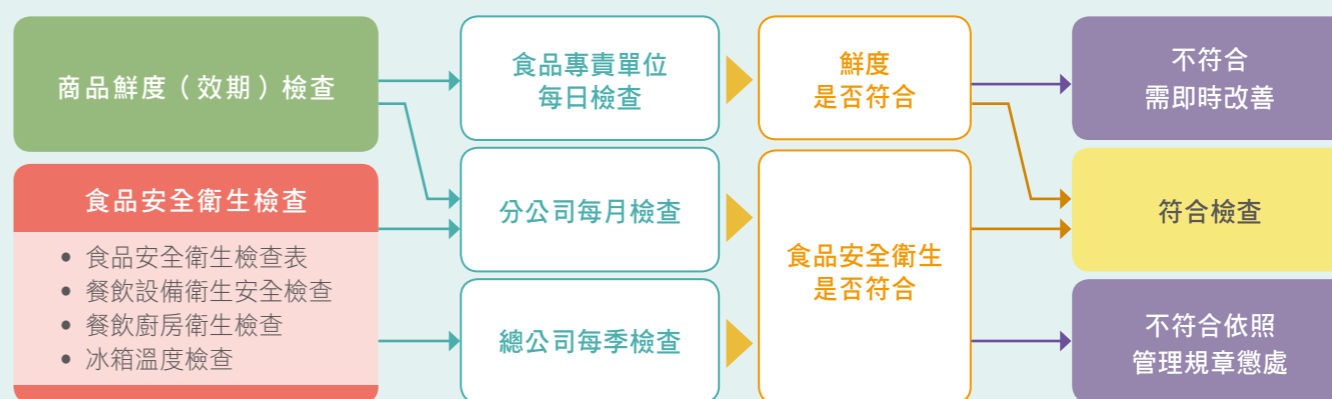 商品鮮度（效期）檢查
食品安全衛生檢查
• 食品安全衛生檢查表
• 餐飲設備衛生安全檢查
• 餐飲廚房衛生檢查
• 冰箱溫度檢查
食品專責單位
每日檢查
分公司每月檢查
總公司每季檢查
鮮度
是否符合
食品安全衛生
是否符合
不符合
需即時改善
符合檢查
不符合依照
管理規章懲處